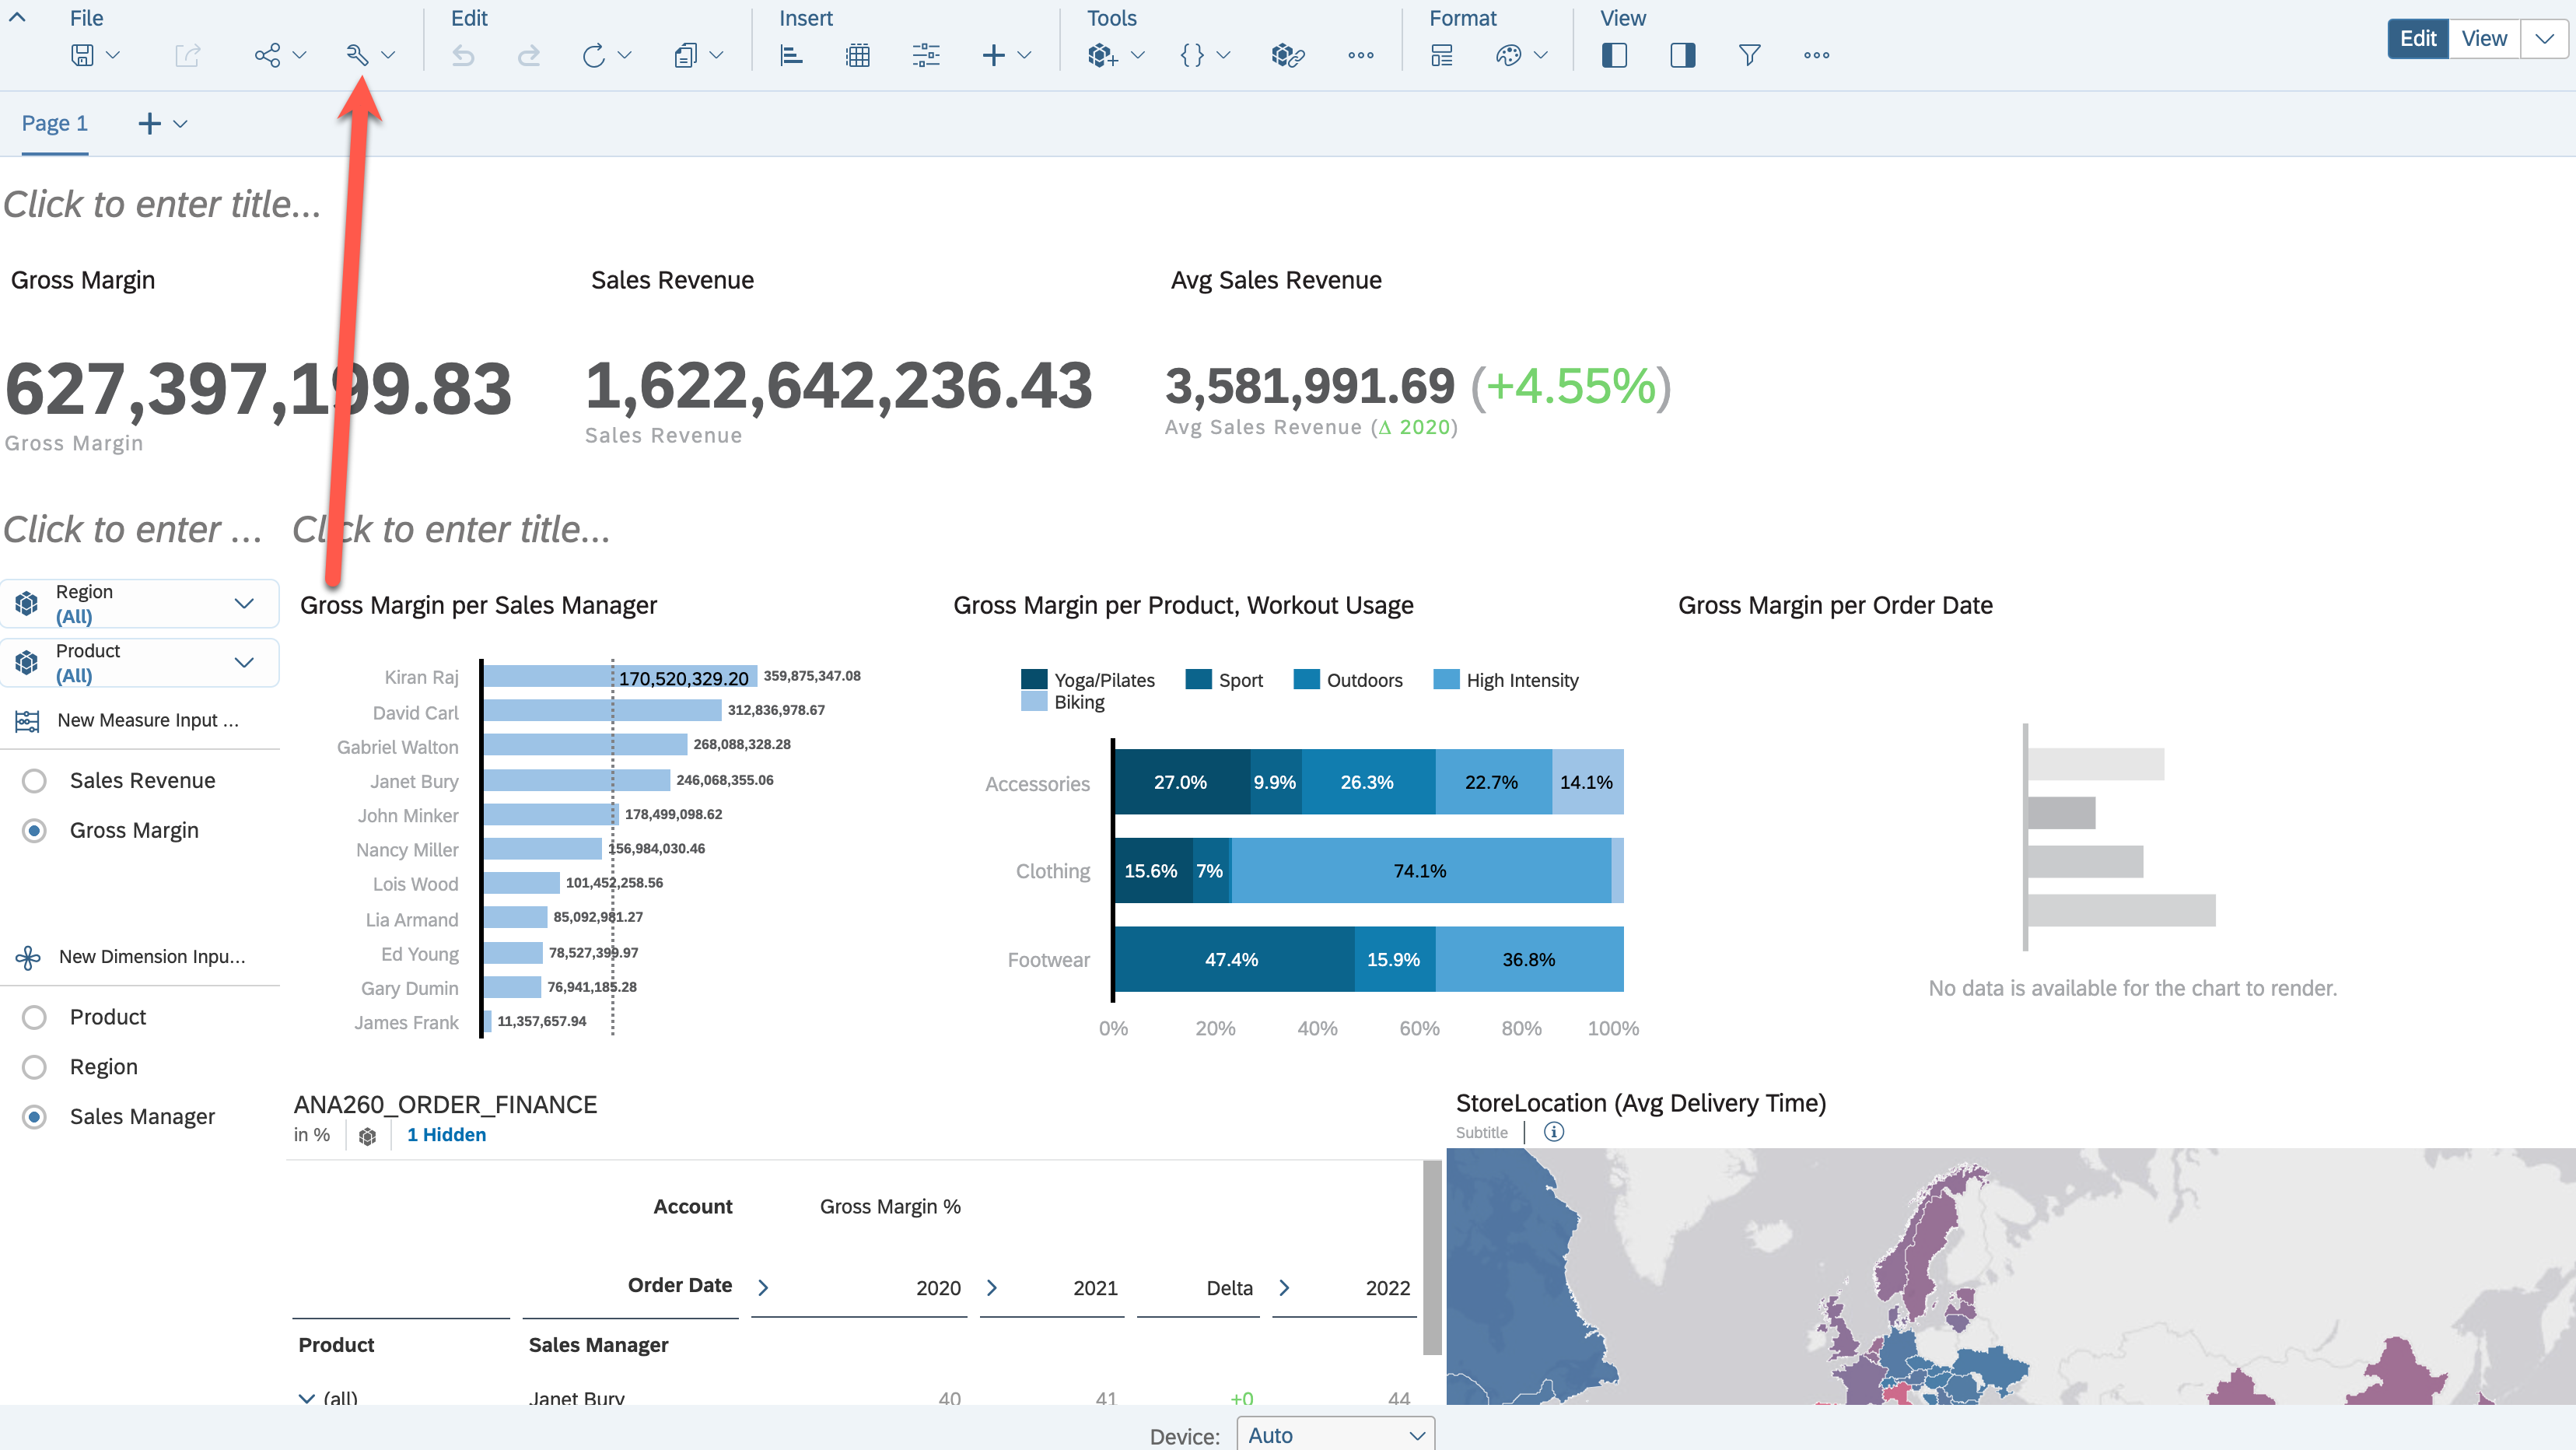 File Edit Insert Tools Format View
Edit View
Page 1
Click to enter title...
Gross Margin Sales Revenue Avg Sales Revenue
627,397,199.83 1,622,642,236.43 3,581,991.69 (+4.55%)
Gross Margin Sales Revenue Avg Sales Revenue (Δ 2020)
Click to enter ... Click to enter title...
Region
(All)
Product
(All)
New Measure Input ...
Sales Revenue
Gross Margin
New Dimension Inpu...
Product
Region
Sales Manager
Gross Margin per Sales Manager
Kiran Raj 170,520,329.20 359,875,347.08
David Carl 312,836,978.67
Gabriel Walton 268,088,328.28
Janet Bury 246,068,355.06
John Minker 178,499,098.62
Nancy Miller 156,984,030.46
Lois Wood 101,452,258.56
Lia Armand 85,092,981.27
Ed Young 78,527,399.97
Gary Dumin 76,941,185.28
James Frank 11,357,657.94
Gross Margin per Product, Workout Usage
Yoga/Pilates Sport Outdoors High Intensity
Biking
Accessories 27.0% 9.9% 26.3% 22.7% 14.1%
Clothing 15.6% 7% 74.1%
Footwear 47.4% 15.9% 36.8%
0% 20% 40% 60% 80% 100%
Gross Margin per Order Date
No data is available for the chart to render.
ANA260_ORDER_FINANCE
in % 1 Hidden
Account Gross Margin %
Order Date 2020 2021 Delta 2022
Product Sales Manager
(all) Janet Bury 40 41 +0 44
StoreLocation (Avg Delivery Time)
Subtitle
Device: Auto